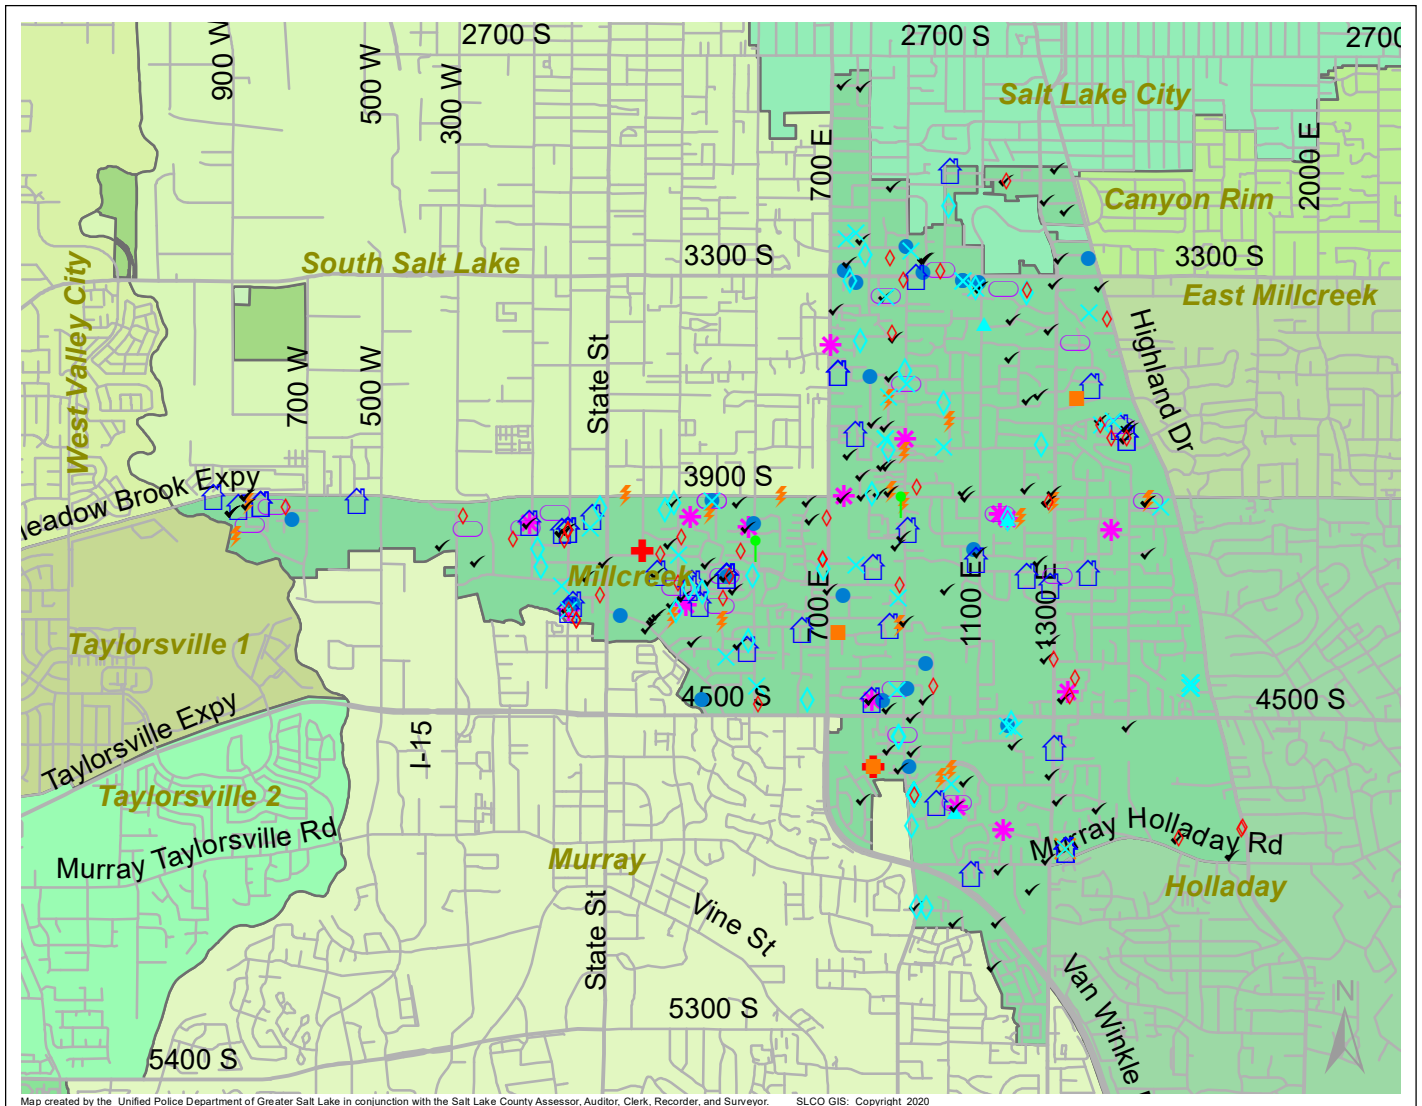 2700 S
2700 S
2700
900 W
500 W
300 W
Salt Lake City
700 E
2000 E
Canyon Rim
3300 S
3300 S
South Salt Lake
East Millcreek
West Valley City
Highland Dr
700 W
500 W
State St
3900 S
eadow Brook Expy
Millcreek
700 E
1100 E
1300 E
Taylorsville 1
4500 S
4500 S
Taylorsville Expy
I-15
Taylorsville 2
Murray Taylorsville Rd
Murray Holladay Rd
Murray
Holladay
Vine St
State St
Van Winkle
5300 S
N
5400 S
Map created by the Unified Police Department of Greater Salt Lake in conjunction with the Salt Lake County Assessor, Auditor, Clerk, Recorder, and Surveyor. SLCO GIS: Copyright 2020